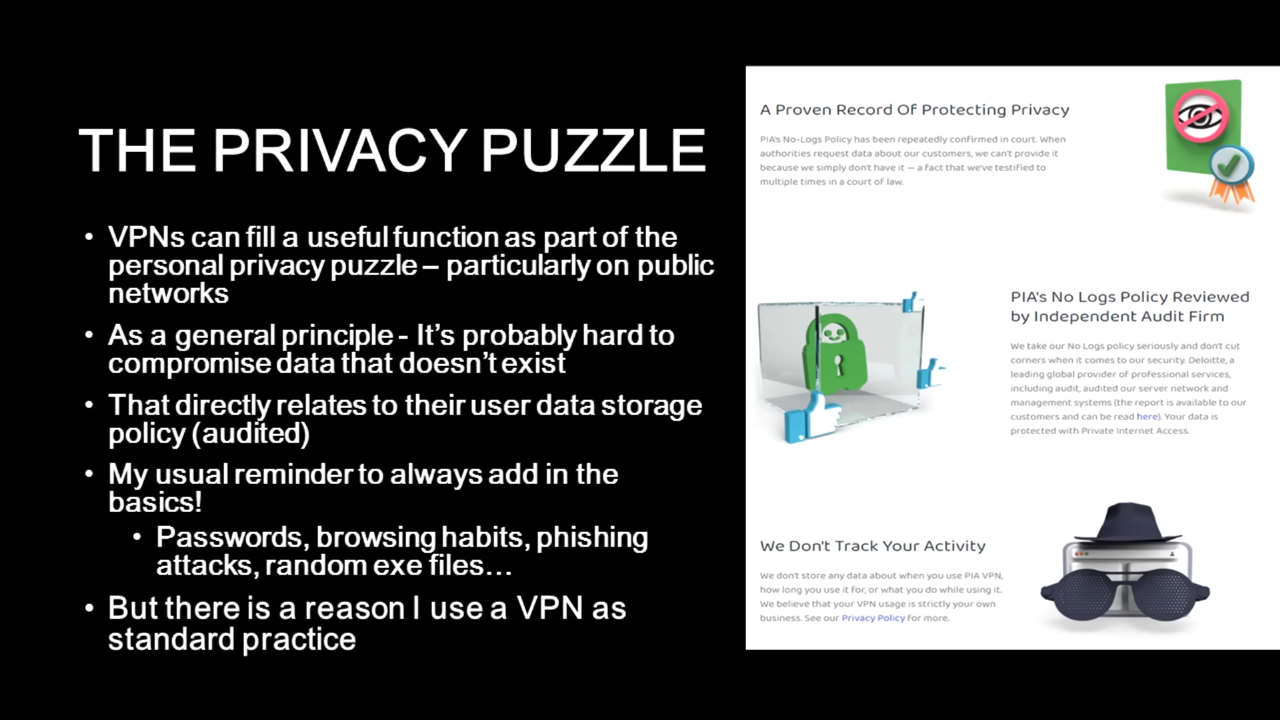 THE PRIVACY PUZZLE
• VPNs can fill a useful function as part of the
personal privacy puzzle – particularly on public
networks
• As a general principle - It’s probably hard to
compromise data that doesn’t exist
• That directly relates to their user data storage
policy (audited)
• My usual reminder to always add in the
basics!
• Passwords, browsing habits, phishing
attacks, random exe files…
• But there is a reason I use a VPN as
standard practice
A Proven Record Of Protecting Privacy
PIA's No-Logs Policy has been repeatedly confirmed in court. When
authorities request data about our customers, we can't provide it
because we simply don't have it — a fact that we've testified to
multiple times in a court of law.
PIA's No Logs Policy Reviewed
by Independent Audit Firm
We take our No Logs policy seriously and don't cut
corners when it comes to our security. Deloitte, a
leading global provider of professional services,
including audit, audited our server network and
management systems (the report is available to our
customers and can be read here). Your data is
protected with Private Internet Access.
We Don't Track Your Activity
We don't store any data about when you use PIA VPN,
how long you use it for, or what you do while using it.
We believe that your VPN usage is strictly your own
business. See our Privacy Policy for more.